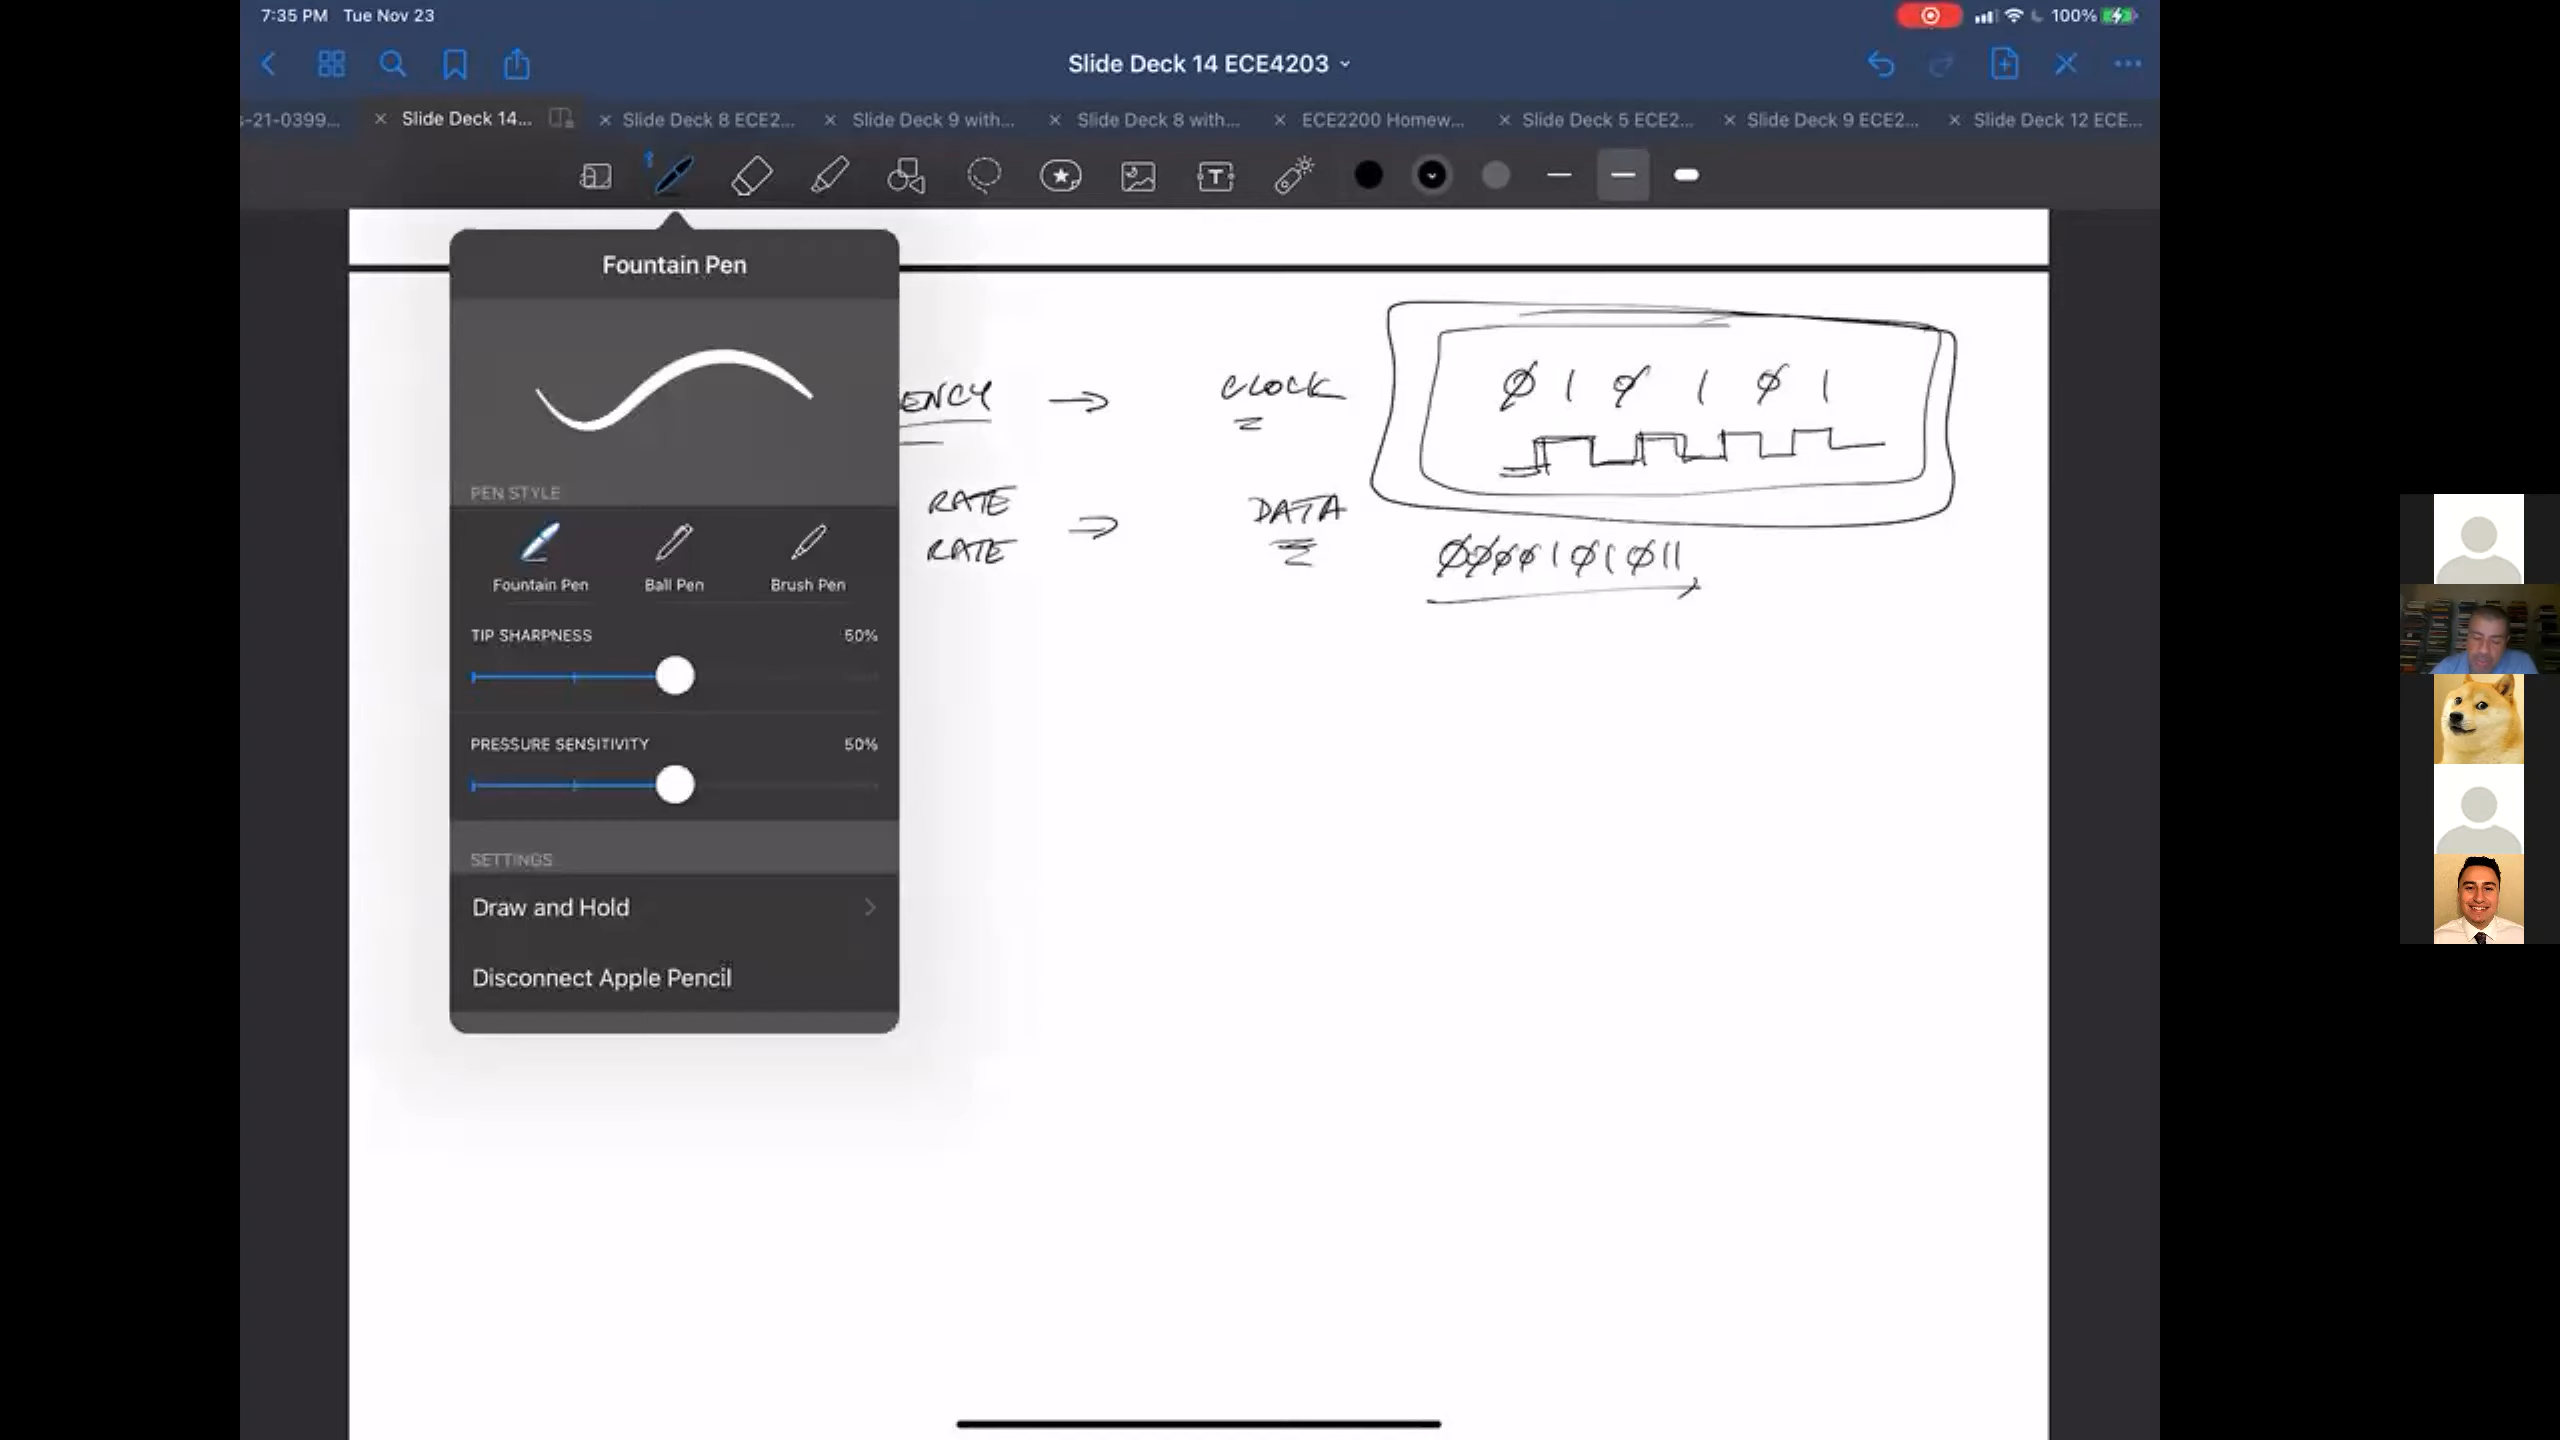 7:35 PM Tue Nov 23
100%
Slide Deck 14 ECE4203
s-21-0399... Slide Deck 14... Slide Deck 8 ECE2... Slide Deck 9 with... Slide Deck 8 with... ECE2200 Homew... Slide Deck 5 ECE2... Slide Deck 9 ECE2... Slide Deck 12 ECE...
Fountain Pen
PEN STYLE
Fountain Pen Ball Pen Brush Pen
TIP SHARPNESS 50%
PRESSURE SENSITIVITY 50%
SETTINGS
Draw and Hold
Disconnect Apple Pencil
ENCY → CLOCK
Ø 1 Ø 1 Ø 1
RATE
RATE → DATA
ØØØØ1Ø1Ø11